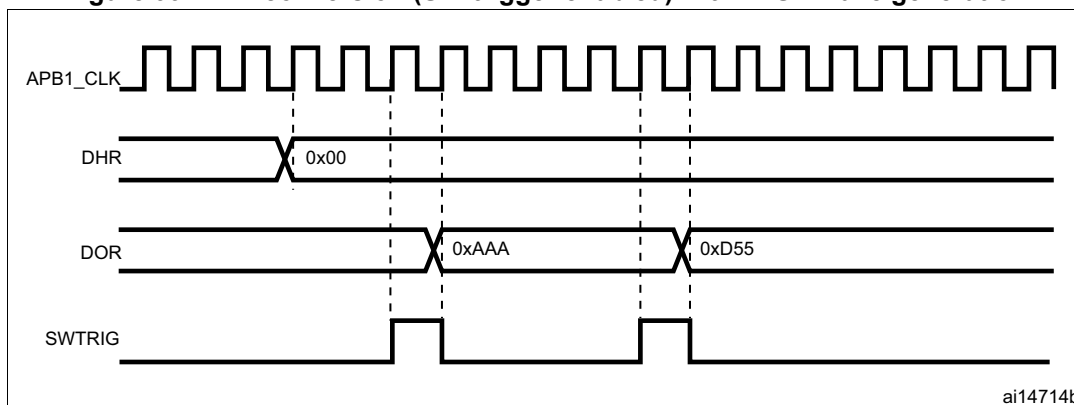 APB1_CLK
DHR
0x00
DOR
0xAAA
0xD55
SWTRIG
ai14714b